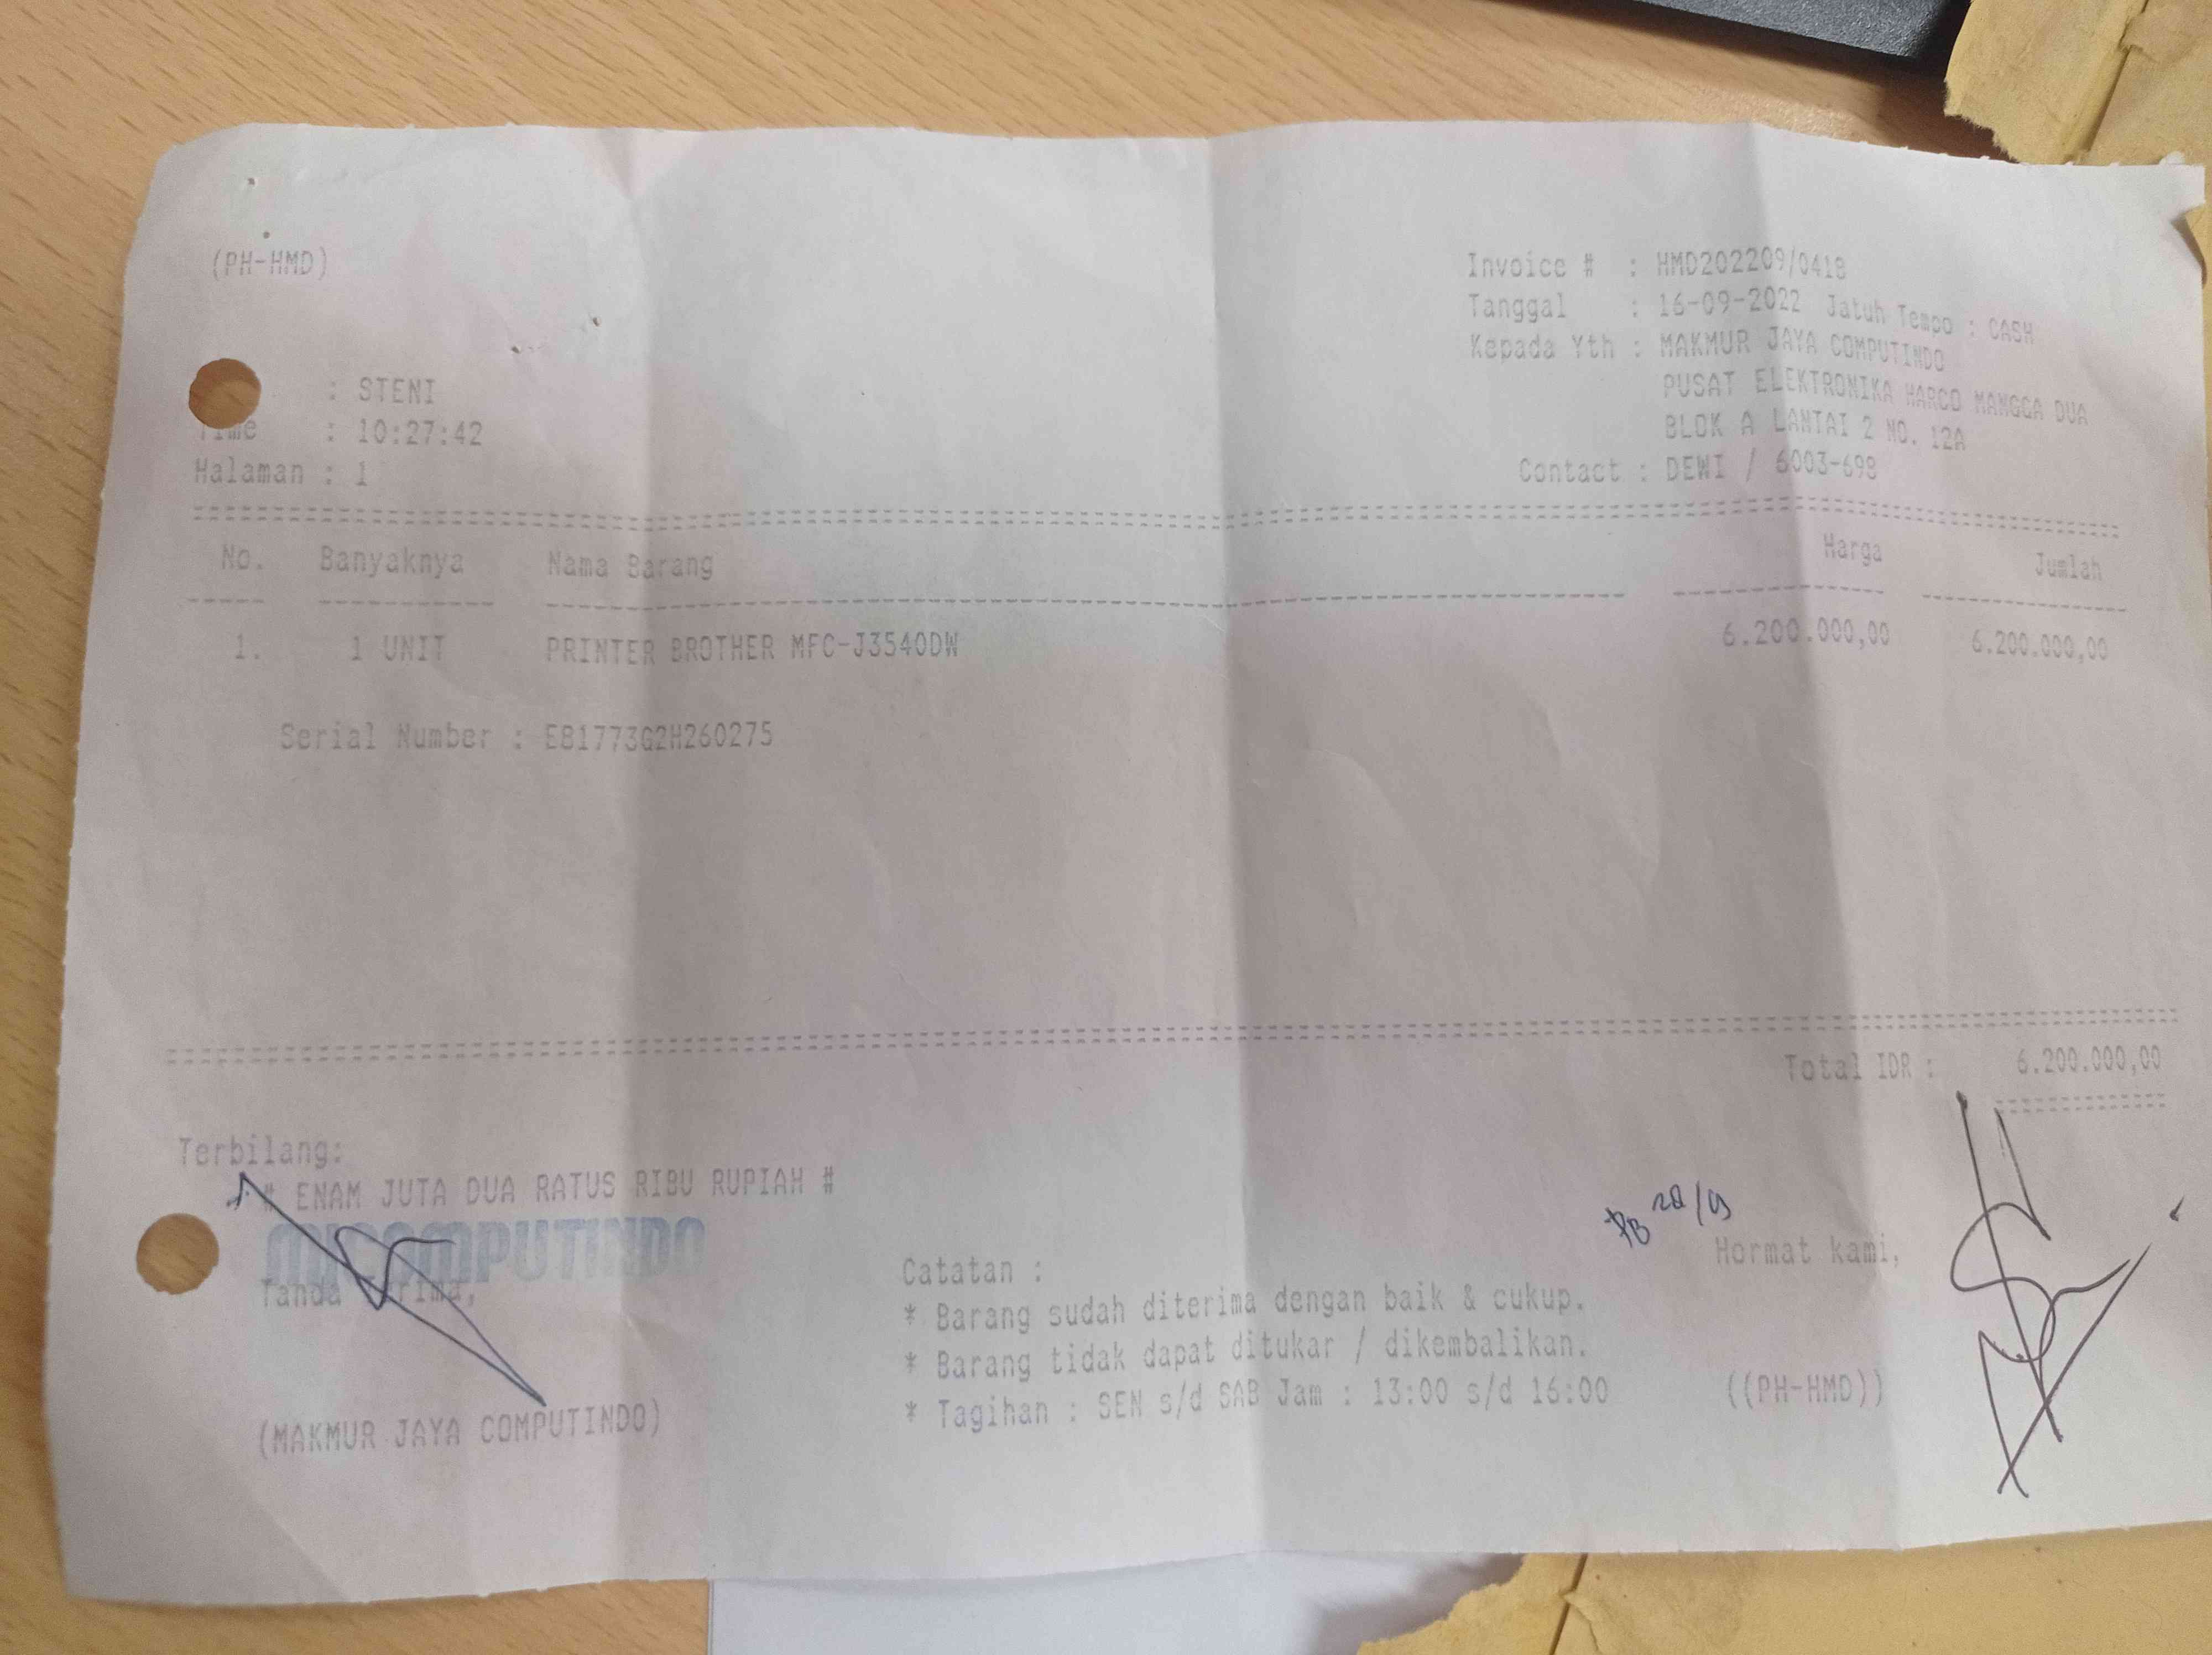 (PH-HMD)
Invoice # : HMD202209/0418
Tanggal : 16-09-2022 Jatuh Tempo : CASH
Kepada Yth : MAKMUR JAYA COMPUTINDO
PUSAT ELEKTRONIKA HARCO MANGGA DUA
BLOK A LANTAI 2 NO. 12A
Contact : DEWI / 6003-698
: STENI
Time : 10:27:42
Halaman : 1
No. Banyaknya Nama Barang Harga Jumlah
1. 1 UNIT PRINTER BROTHER MFC-J3540DW 6.200.000,00 6.200.000,00
Serial Number : E81773G2H260275
Total IDR : 6.200.000,00
Terbilang:
# ENAM JUTA DUA RATUS RIBU RUPIAH #
Tanda Terima,
(MAKMUR JAYA COMPUTINDO)
Catatan :
* Barang sudah diterima dengan baik & cukup.
* Barang tidak dapat ditukar / dikembalikan.
* Tagihan : SEN s/d SAB Jam : 13:00 s/d 16:00
Hormat kami,
((PH-HMD))